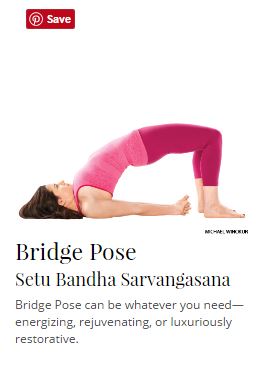 Save
MICHAEL WINOKUR
Bridge Pose
Setu Bandha Sarvangasana
Bridge Pose can be whatever you need—
energizing, rejuvenating, or luxuriously
restorative.